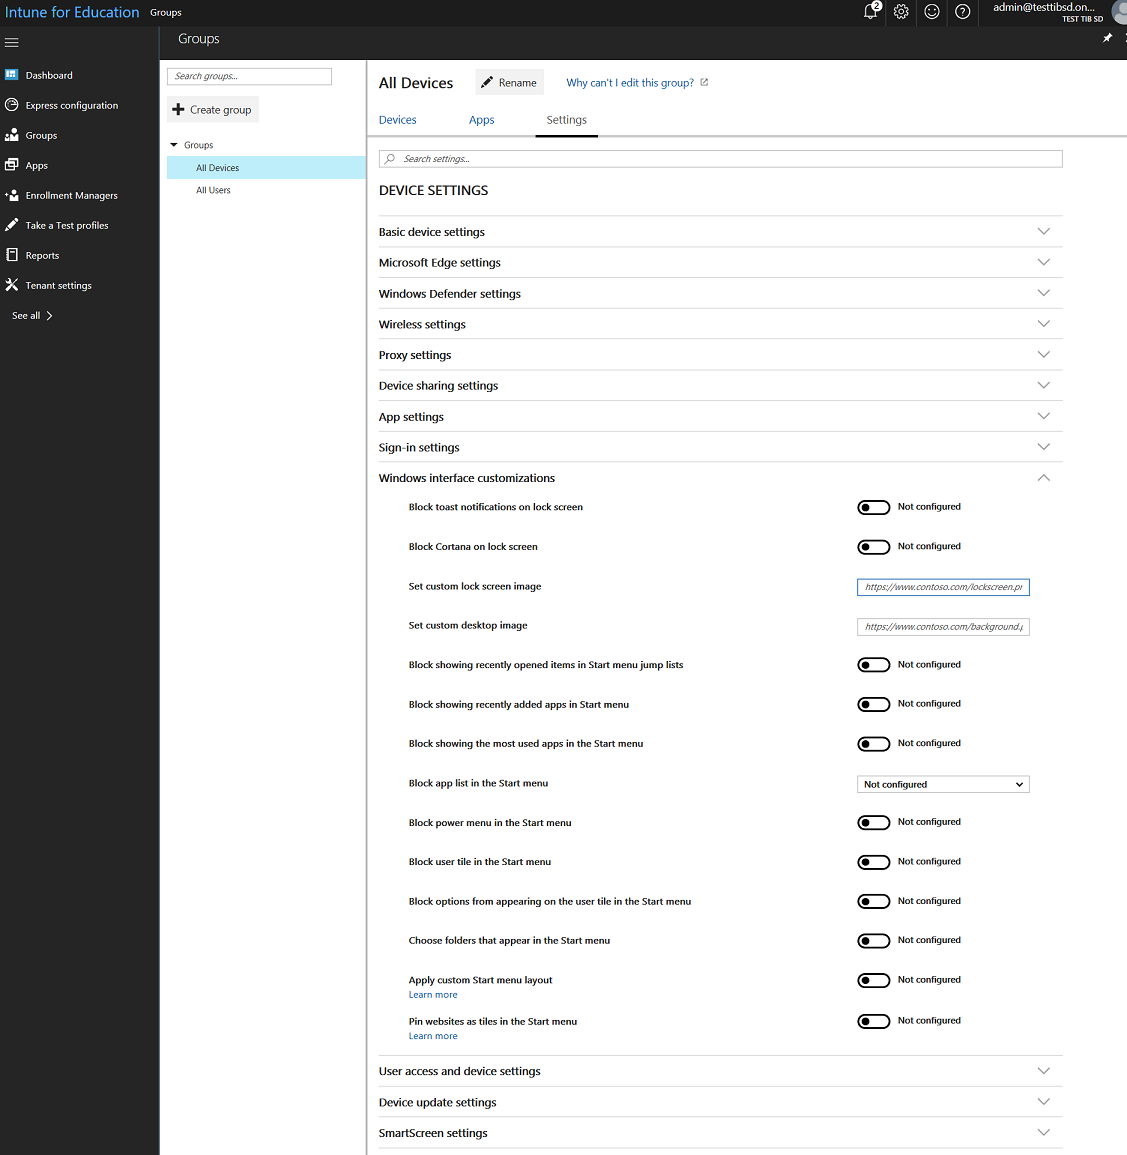 Intune for Education Groups
2
admin@testtibsd.on...
TEST TIB SD
Groups
Dashboard
Express configuration
Groups
Apps
Enrollment Managers
Take a Test profiles
Reports
Tenant settings
See all
Search groups...
Create group
Groups
All Devices
All Users
All Devices
Rename
Why can't I edit this group?
Devices
Apps
Settings
Search settings...
DEVICE SETTINGS
Basic device settings
Microsoft Edge settings
Windows Defender settings
Wireless settings
Proxy settings
Device sharing settings
App settings
Sign-in settings
Windows interface customizations
Block toast notifications on lock screen Not configured
Block Cortana on lock screen Not configured
Set custom lock screen image https://www.contoso.com/lockscreen.pr
Set custom desktop image https://www.contoso.com/background.p
Block showing recently opened items in Start menu jump lists Not configured
Block showing recently added apps in Start menu Not configured
Block showing the most used apps in the Start menu Not configured
Block app list in the Start menu Not configured
Block power menu in the Start menu Not configured
Block user tile in the Start menu Not configured
Block options from appearing on the user tile in the Start menu Not configured
Choose folders that appear in the Start menu Not configured
Apply custom Start menu layout Not configured
Learn more
Pin websites as tiles in the Start menu Not configured
Learn more
User access and device settings
Device update settings
SmartScreen settings